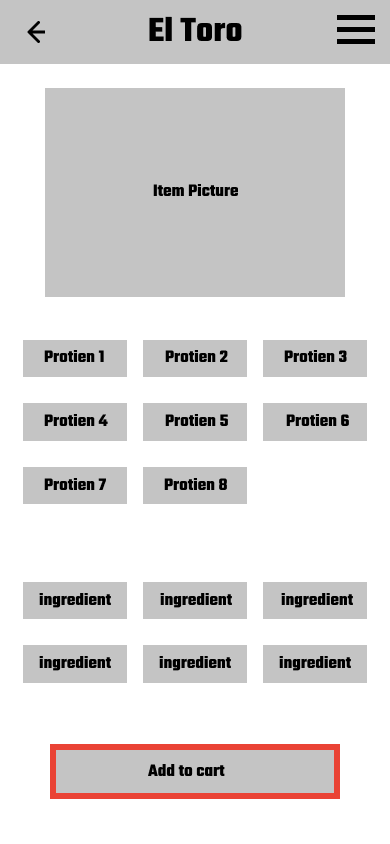 El Toro
Item Picture
Protien 1 Protien 2 Protien 3
Protien 4 Protien 5 Protien 6
Protien 7 Protien 8
ingredient ingredient ingredient
ingredient ingredient ingredient
Add to cart